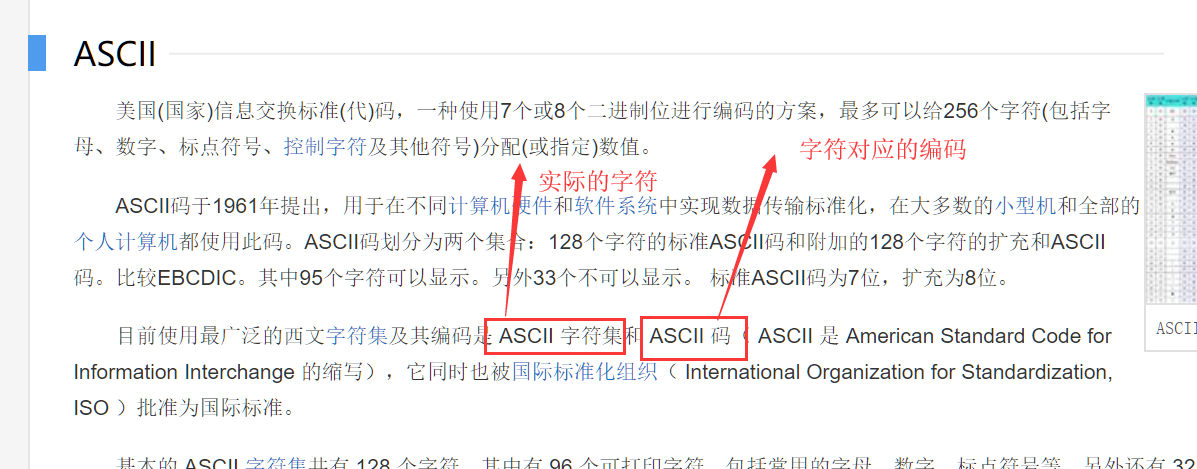 ASCII
美国(国家)信息交换标准(代)码，一种使用7个或8个二进制位进行编码的方案，最多可以给256个字符(包括字
母、数字、标点符号、控制字符及其他符号)分配(或指定)数值。
字符对应的编码
实际的字符
ASCII码于1961年提出，用于在不同计算机硬件和软件系统中实现数据传输标准化，在大多数的小型机和全部的
个人计算机都使用此码。ASCII码划分为两个集合：128个字符的标准ASCII码和附加的128个字符的扩充和ASCII
码。比较EBCDIC。其中95个字符可以显示。另外33个不可以显示。 标准ASCII码为7位，扩充为8位。
目前使用最广泛的西文字符集及其编码是 ASCII 字符集和 ASCII 码（ ASCII 是 American Standard Code for
Information Interchange 的缩写），它同时也被国际标准化组织（ International Organization for Standardization,
ISO ）批准为国际标准。
基本的 ASCII 字符集共有 128 个字符，其中有 96 个可打印字符，包括常用的字母、数字、标点符号等，另外还有 32
ASCII